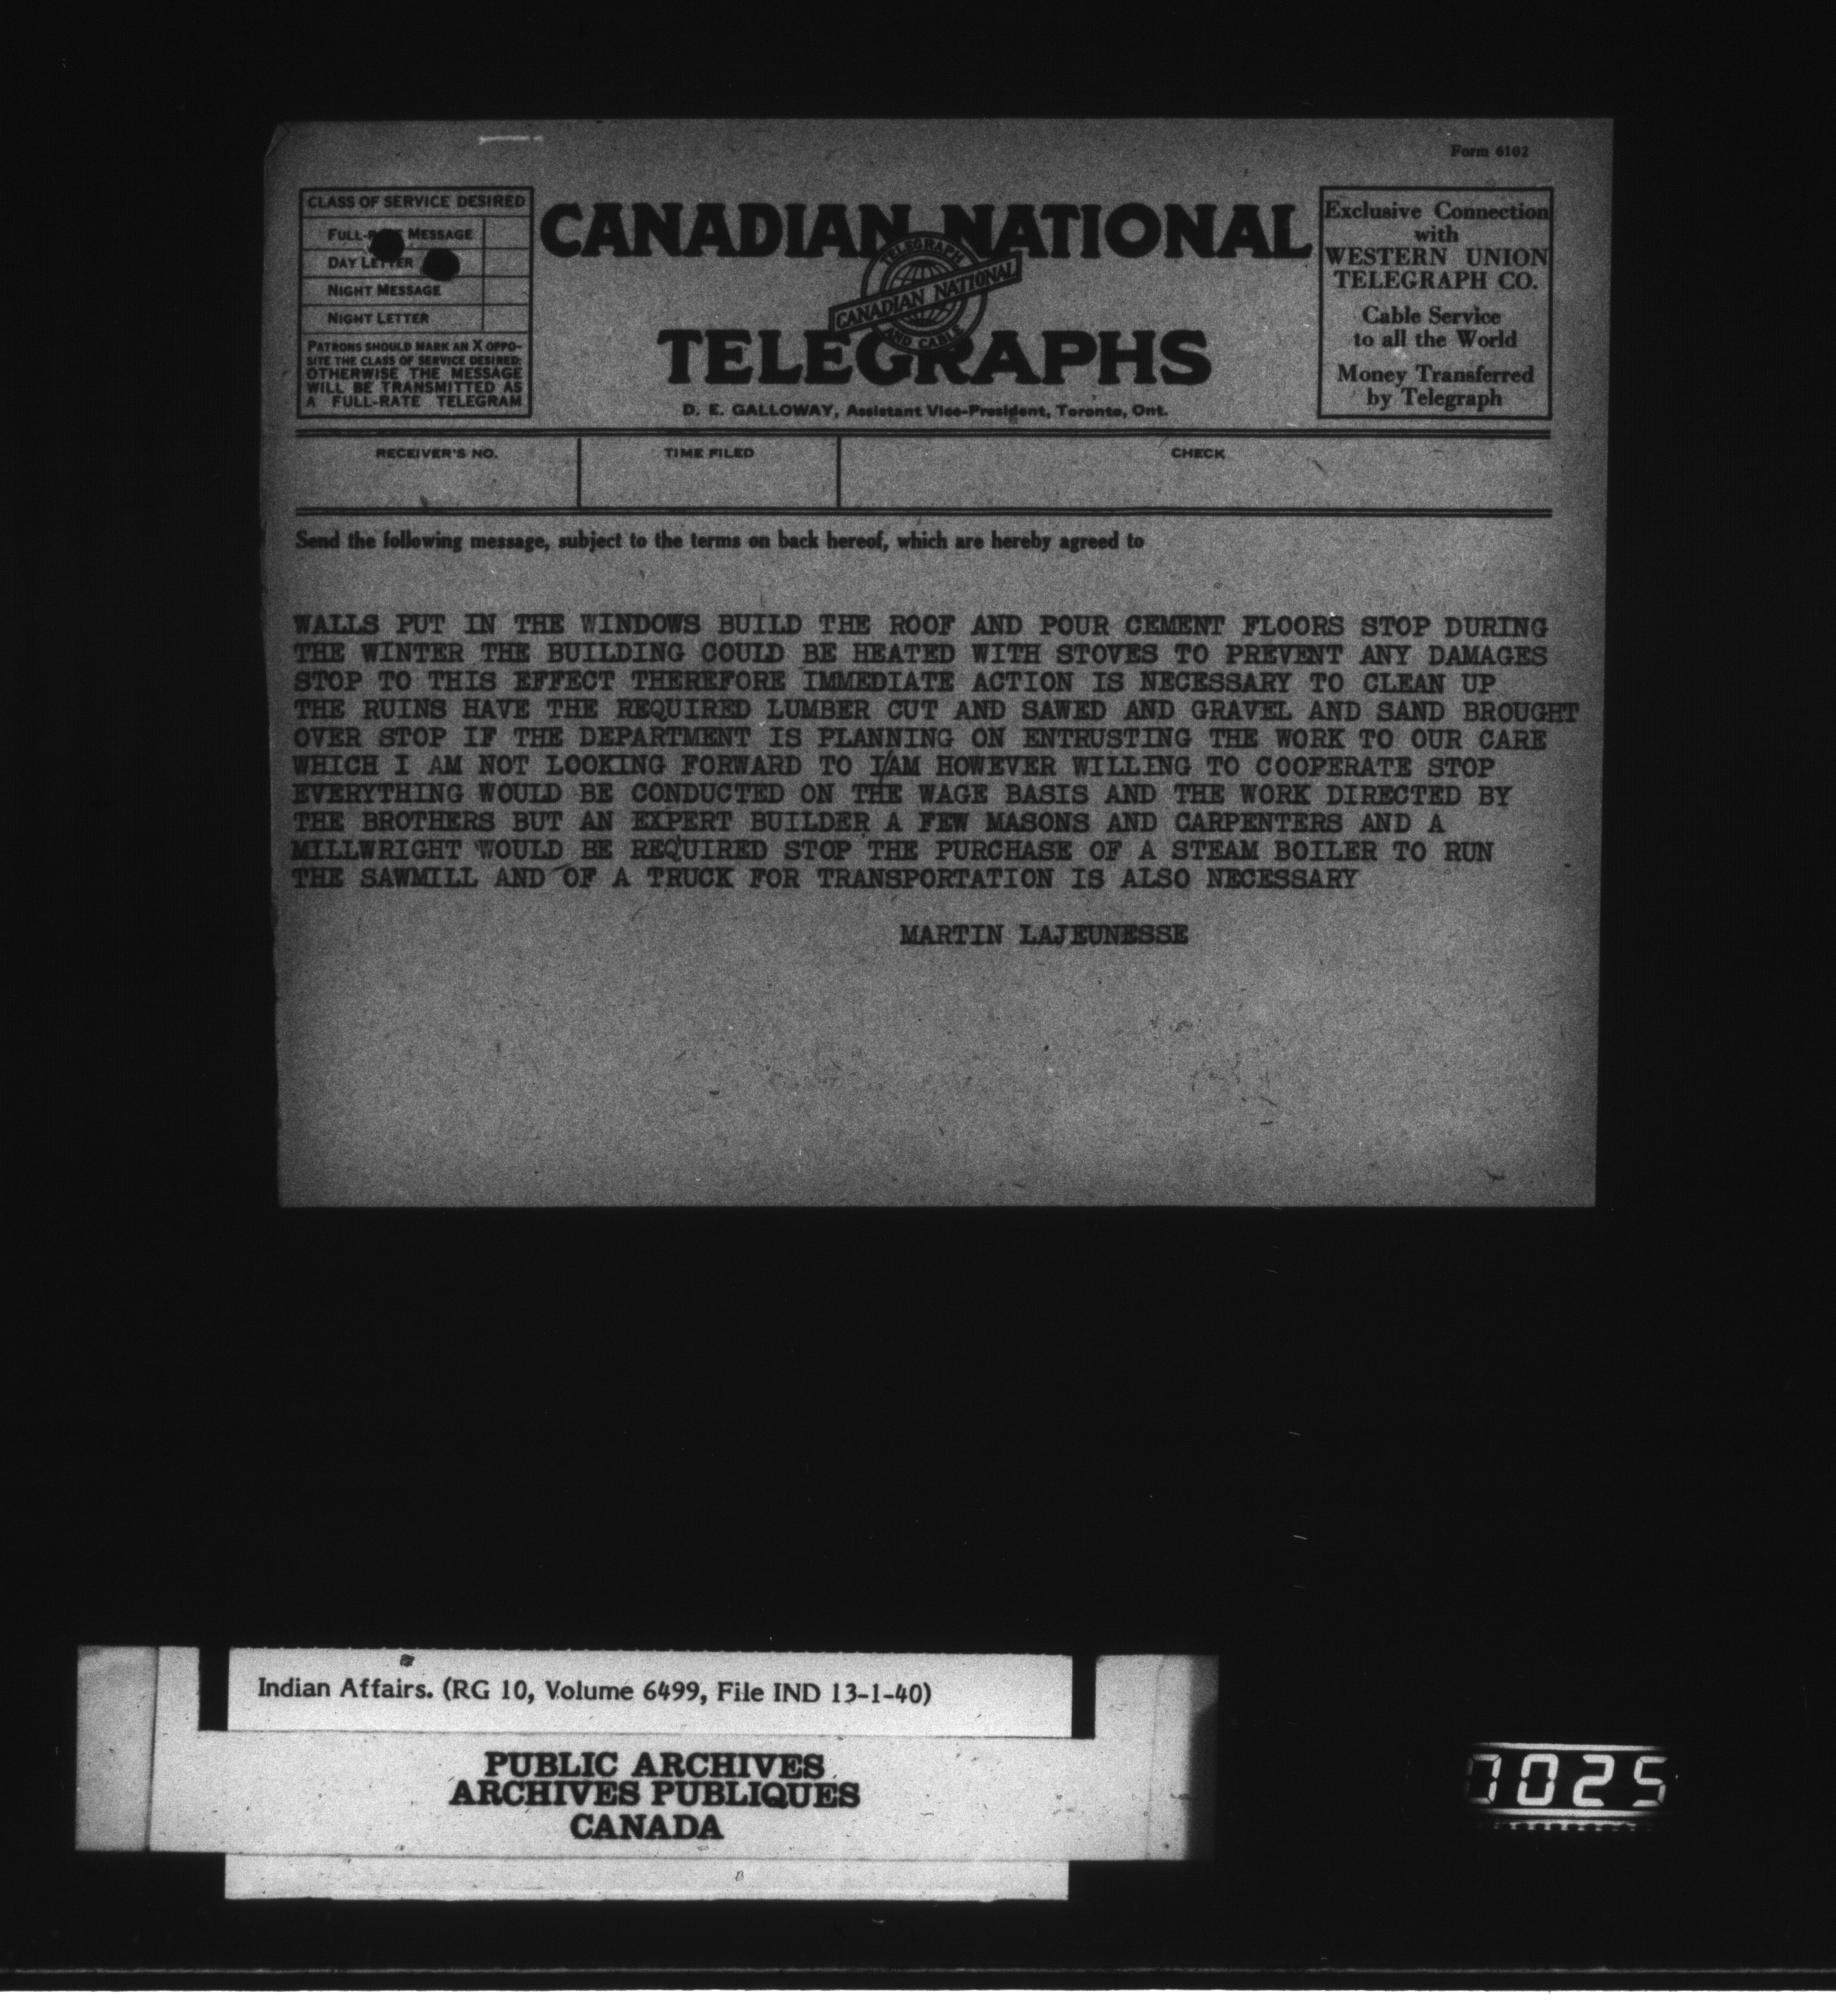 Form 6102
CLASS OF SERVICE DESIRED
FULL-RATE MESSAGE
DAY LETTER
NIGHT MESSAGE
NIGHT LETTER
PATRONS SHOULD MARK AN X OPPO-
SITE THE CLASS OF SERVICE DESIRED;
OTHERWISE THE MESSAGE
WILL BE TRANSMITTED AS
A FULL-RATE TELEGRAM
CANADIAN NATIONAL
TELEGRAPH
CANADIAN NATIONAL
AND CABLE
TELEGRAPHS
D. E. GALLOWAY, Assistant Vice-President, Toronto, Ont.
Exclusive Connection
with
WESTERN UNION
TELEGRAPH CO.
Cable Service
to all the World
Money Transferred
by Telegraph
RECEIVER'S NO.
TIME FILED
CHECK
Send the following message, subject to the terms on back hereof, which are hereby agreed to
WALLS PUT IN THE WINDOWS BUILD THE ROOF AND POUR CEMENT FLOORS STOP DURING
THE WINTER THE BUILDING COULD BE HEATED WITH STOVES TO PREVENT ANY DAMAGES
STOP TO THIS EFFECT THEREFORE IMMEDIATE ACTION IS NECESSARY TO CLEAN UP
THE RUINS HAVE THE REQUIRED LUMBER CUT AND SAWED AND GRAVEL AND SAND BROUGHT
OVER STOP IF THE DEPARTMENT IS PLANNING ON ENTRUSTING THE WORK TO OUR CARE
WHICH I AM NOT LOOKING FORWARD TO I/AM HOWEVER WILLING TO COOPERATE STOP
EVERYTHING WOULD BE CONDUCTED ON THE WAGE BASIS AND THE WORK DIRECTED BY
THE BROTHERS BUT AN EXPERT BUILDER A FEW MASONS AND CARPENTERS AND A
MILLWRIGHT WOULD BE REQUIRED STOP THE PURCHASE OF A STEAM BOILER TO RUN
THE SAWMILL AND OF A TRUCK FOR TRANSPORTATION IS ALSO NECESSARY
MARTIN LAJEUNESSE
Indian Affairs. (RG 10, Volume 6499, File IND 13-1-40)
PUBLIC ARCHIVES
ARCHIVES PUBLIQUES
CANADA
1025